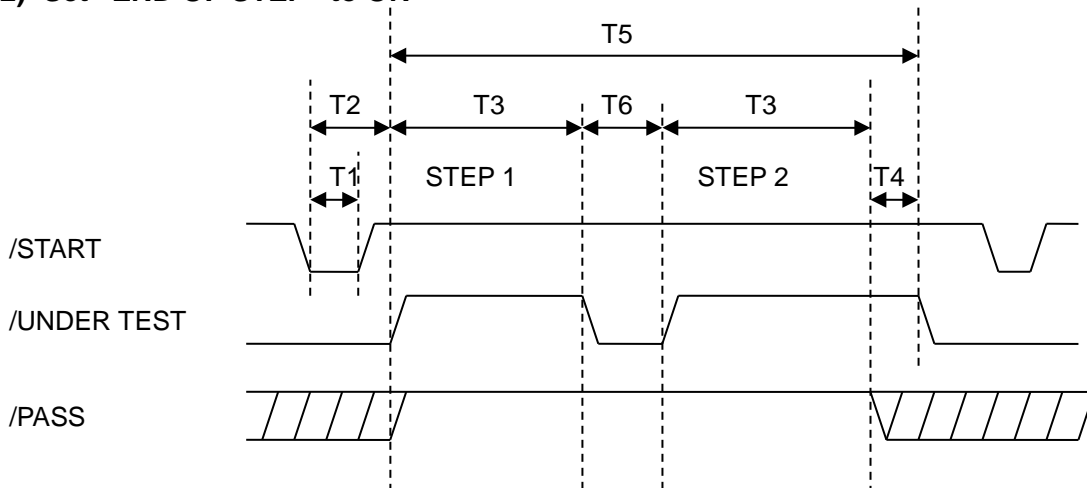 Set "END OF STEP" to ON
T5
T2 T3 T6 T3
T1 STEP 1 STEP 2 T4
/START
/UNDER TEST
/PASS